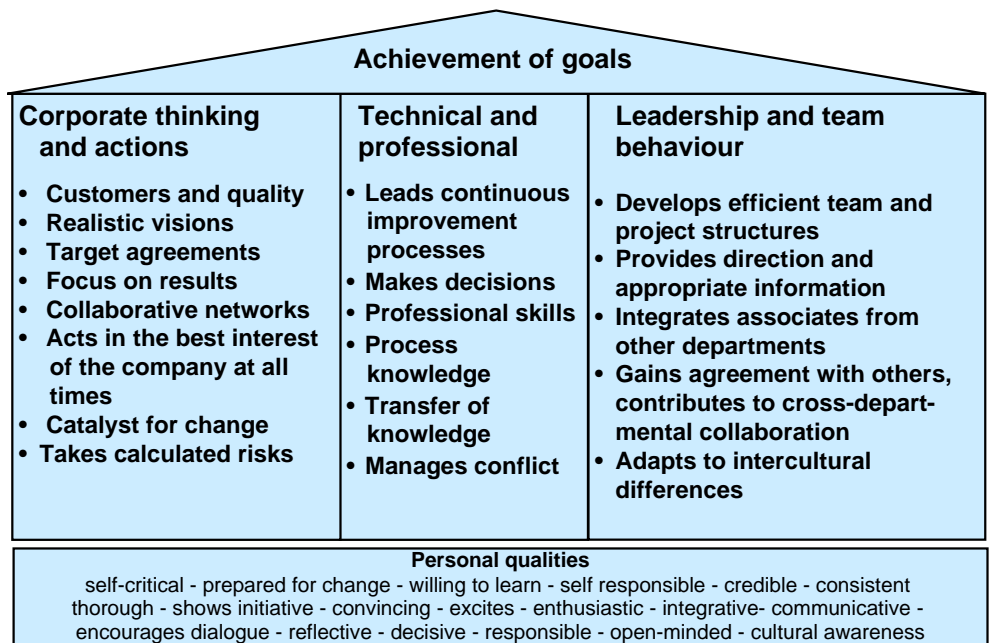 Achievement of goals
Corporate thinking
and actions
• Customers and quality
• Realistic visions
• Target agreements
• Focus on results
• Collaborative networks
• Acts in the best interest
of the company at all
times
• Catalyst for change
• Takes calculated risks
Technical and
professional
• Leads continuous
improvement
processes
• Makes decisions
• Professional skills
• Process
knowledge
• Transfer of
knowledge
• Manages conflict
Leadership and team
behaviour
• Develops efficient team and
project structures
• Provides direction and
appropriate information
• Integrates associates from
other departments
• Gains agreement with others,
contributes to cross-depart-
mental collaboration
• Adapts to intercultural
differences
Personal qualities
self-critical - prepared for change - willing to learn - self responsible - credible - consistent
thorough - shows initiative - convincing - excites - enthusiastic - integrative- communicative -
encourages dialogue - reflective - decisive - responsible - open-minded - cultural awareness